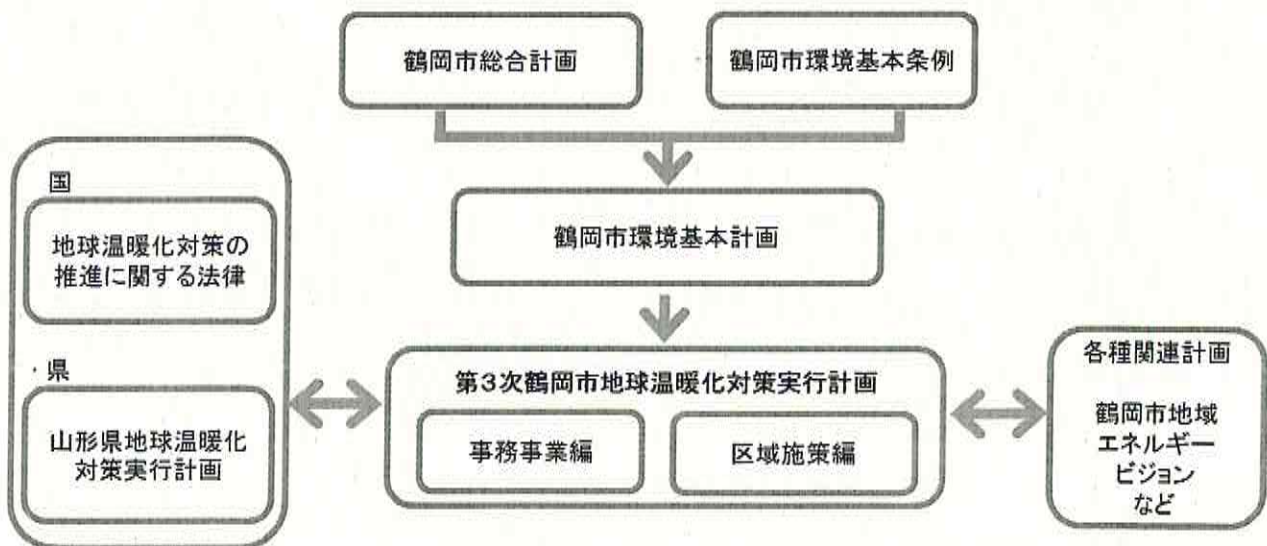 鶴岡市総合計画
鶴岡市環境基本条例
鶴岡市環境基本計画
国
地球温暖化対策の
推進に関する法律
・県
山形県地球温暖化
対策実行計画
第3次鶴岡市地球温暖化対策実行計画
事務事業編
区域施策編
各種関連計画
鶴岡市地域
エネルギー
ビジョン
など